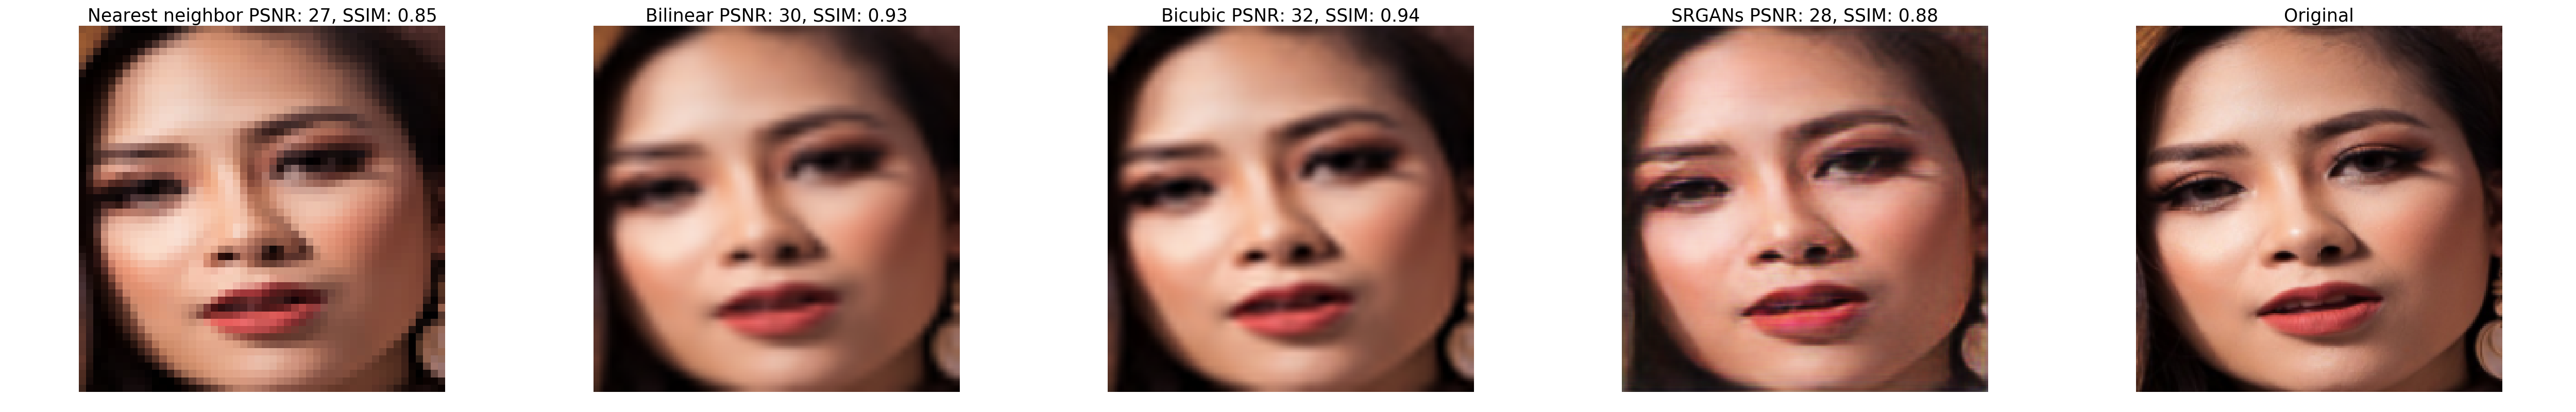 Nearest neighbor PSNR: 27, SSIM: 0.85
Bilinear PSNR: 30, SSIM: 0.93
Bicubic PSNR: 32, SSIM: 0.94
SRGANs PSNR: 28, SSIM: 0.88
Original